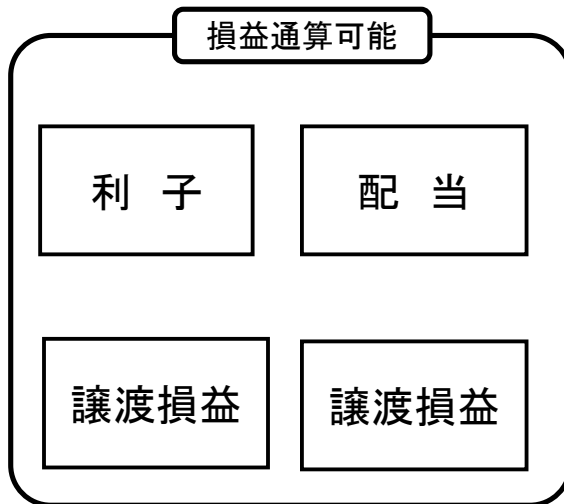 損益通算可能
利 子
配 当
譲渡損益
譲渡損益